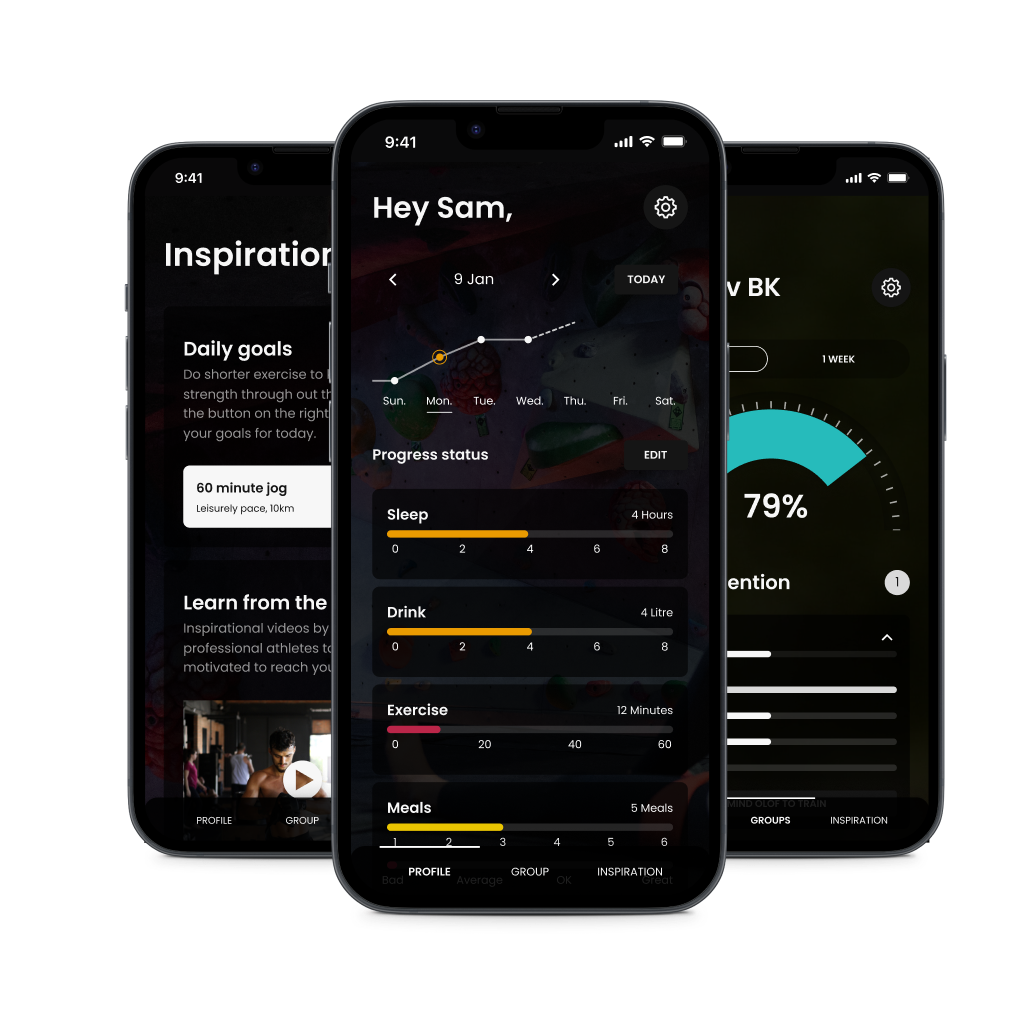 9:41
Inspiration
Daily goals
Do shorter exercise to
strength through out
the button on the right
your goals for today.
60 minute jog
Leisurely pace, 10km
Learn from the
Inspirational videos by
professional athletes
motivated to reach
PROFILE
GROUP
9:41
Hey Sam,
9 Jan
TODAY
Sun. Mon. Tue. Wed. Thu. Fri. Sat.
Progress status
EDIT
Sleep
4 Hours
0 2 4 6 8
Drink
4 Litre
0 2 4 6 8
Exercise
12 Minutes
0 20 40 60
Meals
5 Meals
1 2 3 4 5 6
Bad Average OK Great
PROFILE GROUP INSPIRATION
v BK
1 WEEK
79%
ention
1
MIND OLOF TO TRAIN
GROUPS
INSPIRATION